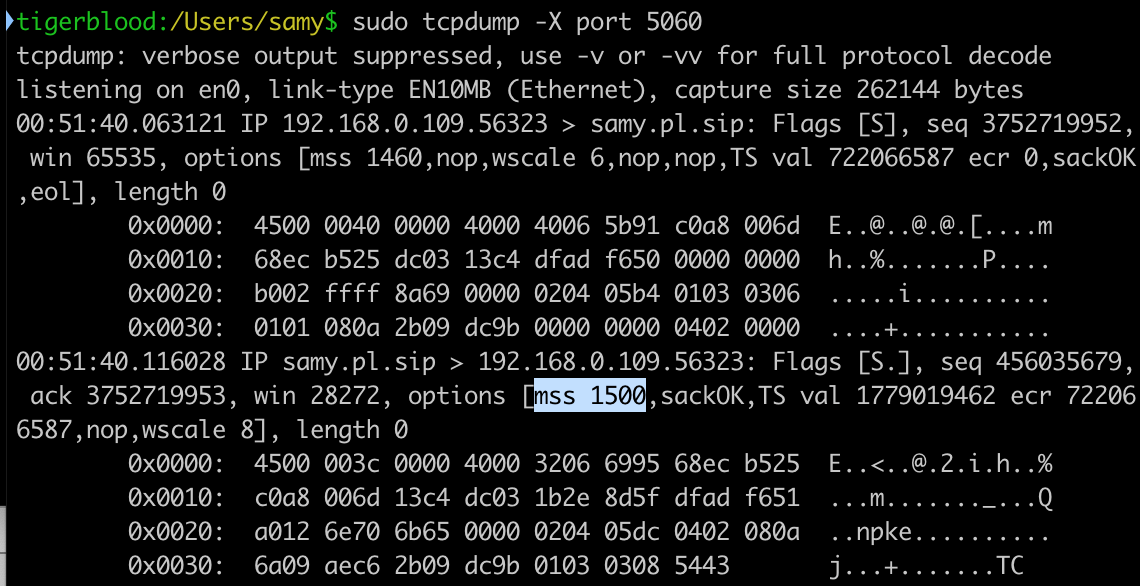 tigerblood:/Users/samy$ sudo tcpdump -X port 5060
tcpdump: verbose output suppressed, use -v or -vv for full protocol decode
listening on en0, link-type EN10MB (Ethernet), capture size 262144 bytes
00:51:40.063121 IP 192.168.0.109.56323 > samy.pl.sip: Flags [S], seq 3752719952,
 win 65535, options [mss 1460,nop,wscale 6,nop,nop,TS val 722066587 ecr 0,sackOK
,eol], length 0
        0x0000:  4500 0040 0000 4000 4006 5b91 c0a8 006d  E..@..@.@.[....m
        0x0010:  68ec b525 dc03 13c4 dfad f650 0000 0000  h..%.......P....
        0x0020:  b002 ffff 8a69 0000 0204 05b4 0103 0306  .....i..........
        0x0030:  0101 080a 2b09 dc9b 0000 0000 0402 0000  ....+...........
00:51:40.116028 IP samy.pl.sip > 192.168.0.109.56323: Flags [S.], seq 456035679,
 ack 3752719953, win 28272, options [mss 1500,sackOK,TS val 1779019462 ecr 72206
6587,nop,wscale 8], length 0
        0x0000:  4500 003c 0000 4000 3206 6995 68ec b525  E..<..@.2.i.h..%
        0x0010:  c0a8 006d 13c4 dc03 1b2e 8d5f dfad f651  ...m......._...Q
        0x0020:  a012 6e70 6b65 0000 0204 05dc 0402 080a  ..npke..........
        0x0030:  6a09 aec6 2b09 dc9b 0103 0308 5443  j...+.......TC